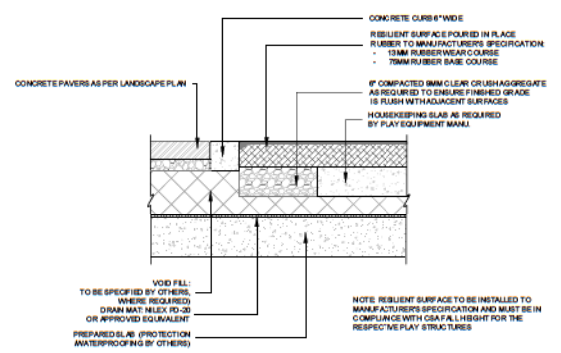 CONCRETE CURB 6" WIDE
RESILIENT SURFACE POURED IN PLACE
RUBBER TO MANUFACTURER'S SPECIFICATION:
- 13MM RUBBER WEAR COURSE
- 75MM RUBBER BASE COURSE
CONCRETE PAVERS AS PER LANDSCAPE PLAN
6" COMPACTED 9MM CLEAR CRUSH AGGREGATE
AS REQUIRED TO ENSURE FINISHED GRADE
IS FLUSH WITH ADJACENT SURFACES
HOUSEKEEPING SLAB AS REQUIRED
BY PLAY EQUIPMENT MANU.
VOID FILL:
TO BE SPECIFIED BY OTHERS,
WHERE REQUIRED)
DRAIN MAT: NILEX PD-20
OR APPROVED EQUIVALENT
PREPARED SLAB (PROTECTION
/WATERPROOFING BY OTHERS)
NOTE: RESILIENT SURFACE TO BE INSTALLED TO
MANUFACTURER'S SPECIFICATION AND MUST BE IN
COMPLIANCE WITH CSA FALL HEIGHT FOR THE
RESPECTIVE PLAY STRUCTURES